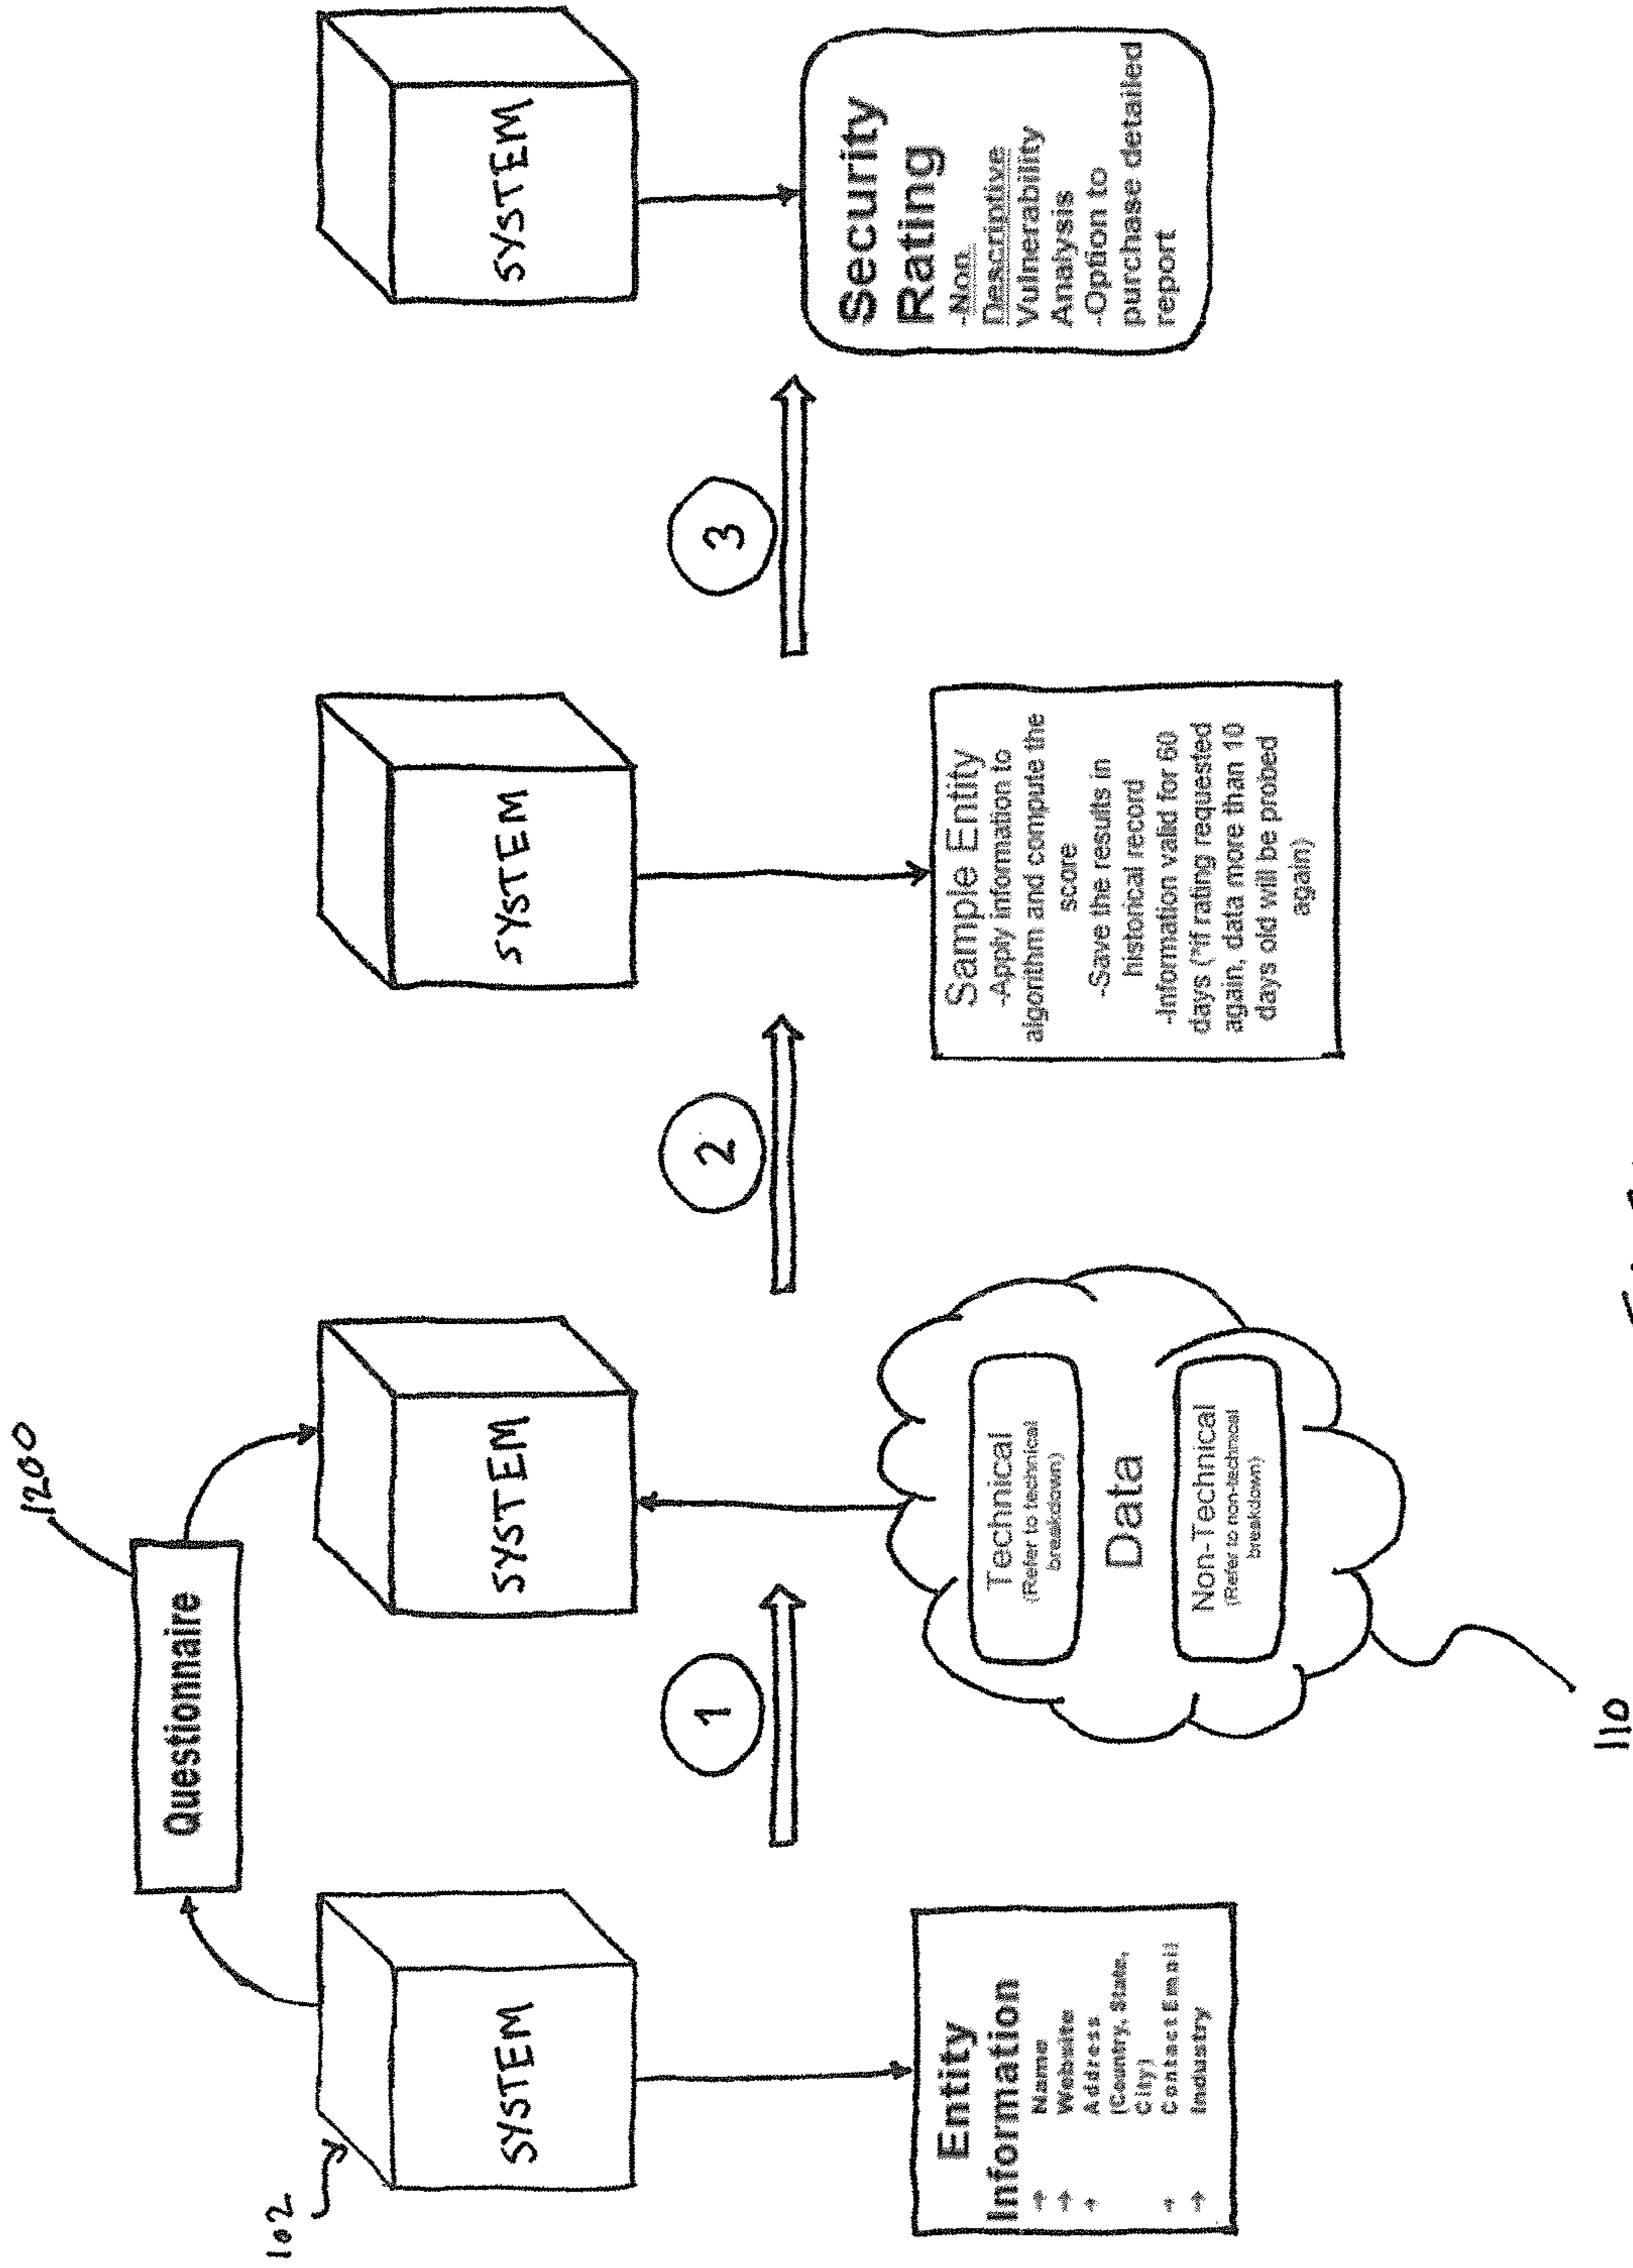 1200
Questionnaire
102
SYSTEM
SYSTEM
SYSTEM
SYSTEM
1
2
3
Entity
Information
→ Name
→ Website
→ Address
(Country, State,
City)
→ Contact Email
→ Industry
Technical
(Refer to technical
breakdown)
Data
Non-Technical
(Refer to non-technical
breakdown)
110
Sample Entity
-Apply information to
algorithm and compute the
score
-Save the results in
historical record
-Information valid for 60
days (*if rating requested
again, data more than 10
days old will be probed
again)
Security
Rating
-Non
Descriptive
Vulnerability
Analysis
-Option to
purchase detailed
report